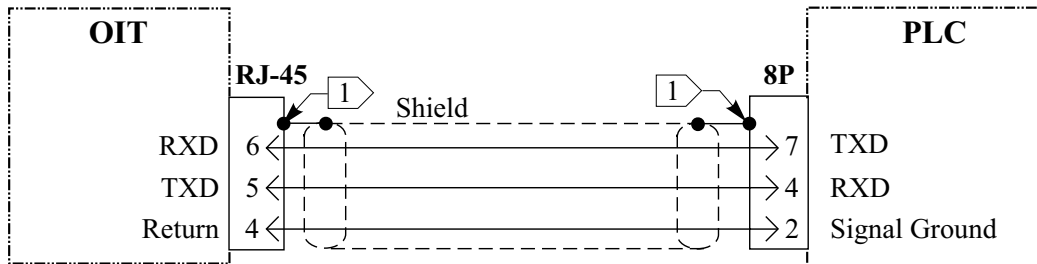 OIT
PLC
RJ-45
8P
1
1
Shield
RXD 6 7 TXD
TXD 5 4 RXD
Return 4 2 Signal Ground